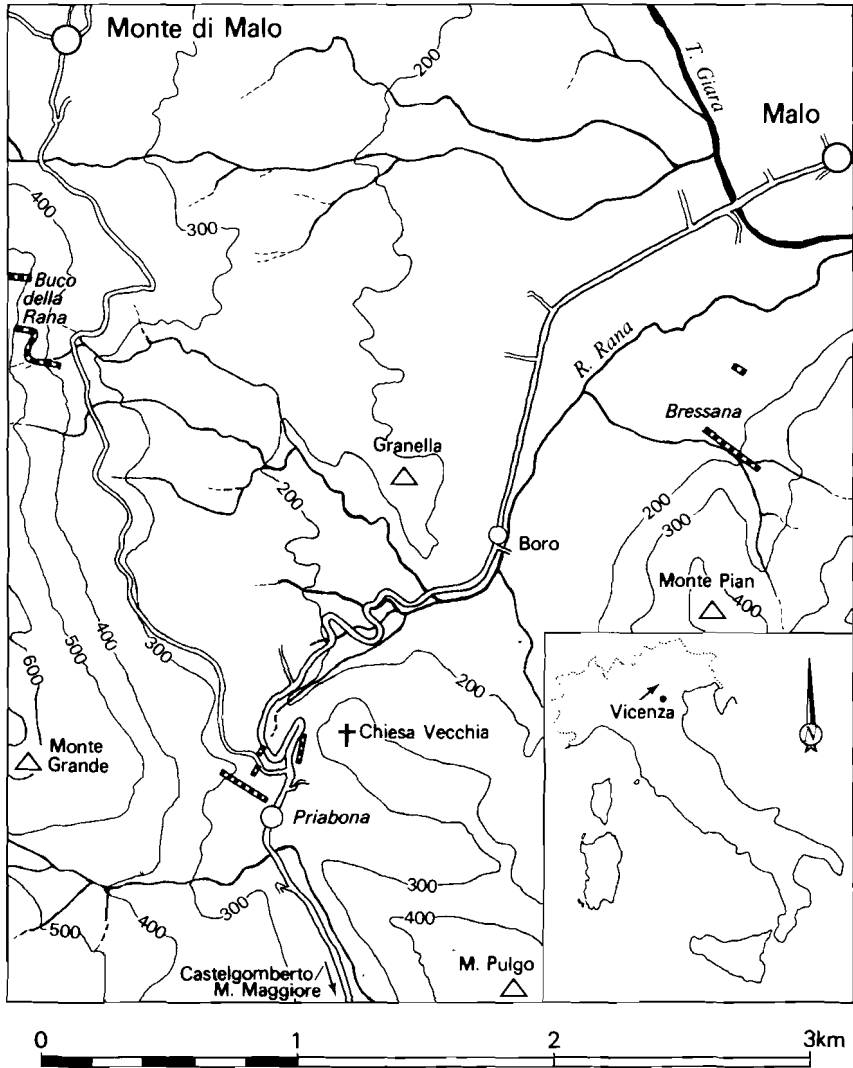 Monte di Malo
200
T. Giara
Malo
400
300
Buco
della
Rana
R. Rana
Bressana
Granella
200
200
300
Boro
Monte Pian
400
600
500
400
300
200
Vicenza
N
Chiesa Vecchia
Monte
Grande
Priabona
300
400
500
400
300
Castelgomberto/
M. Maggiore
M. Pulgo
0
1
2
3km